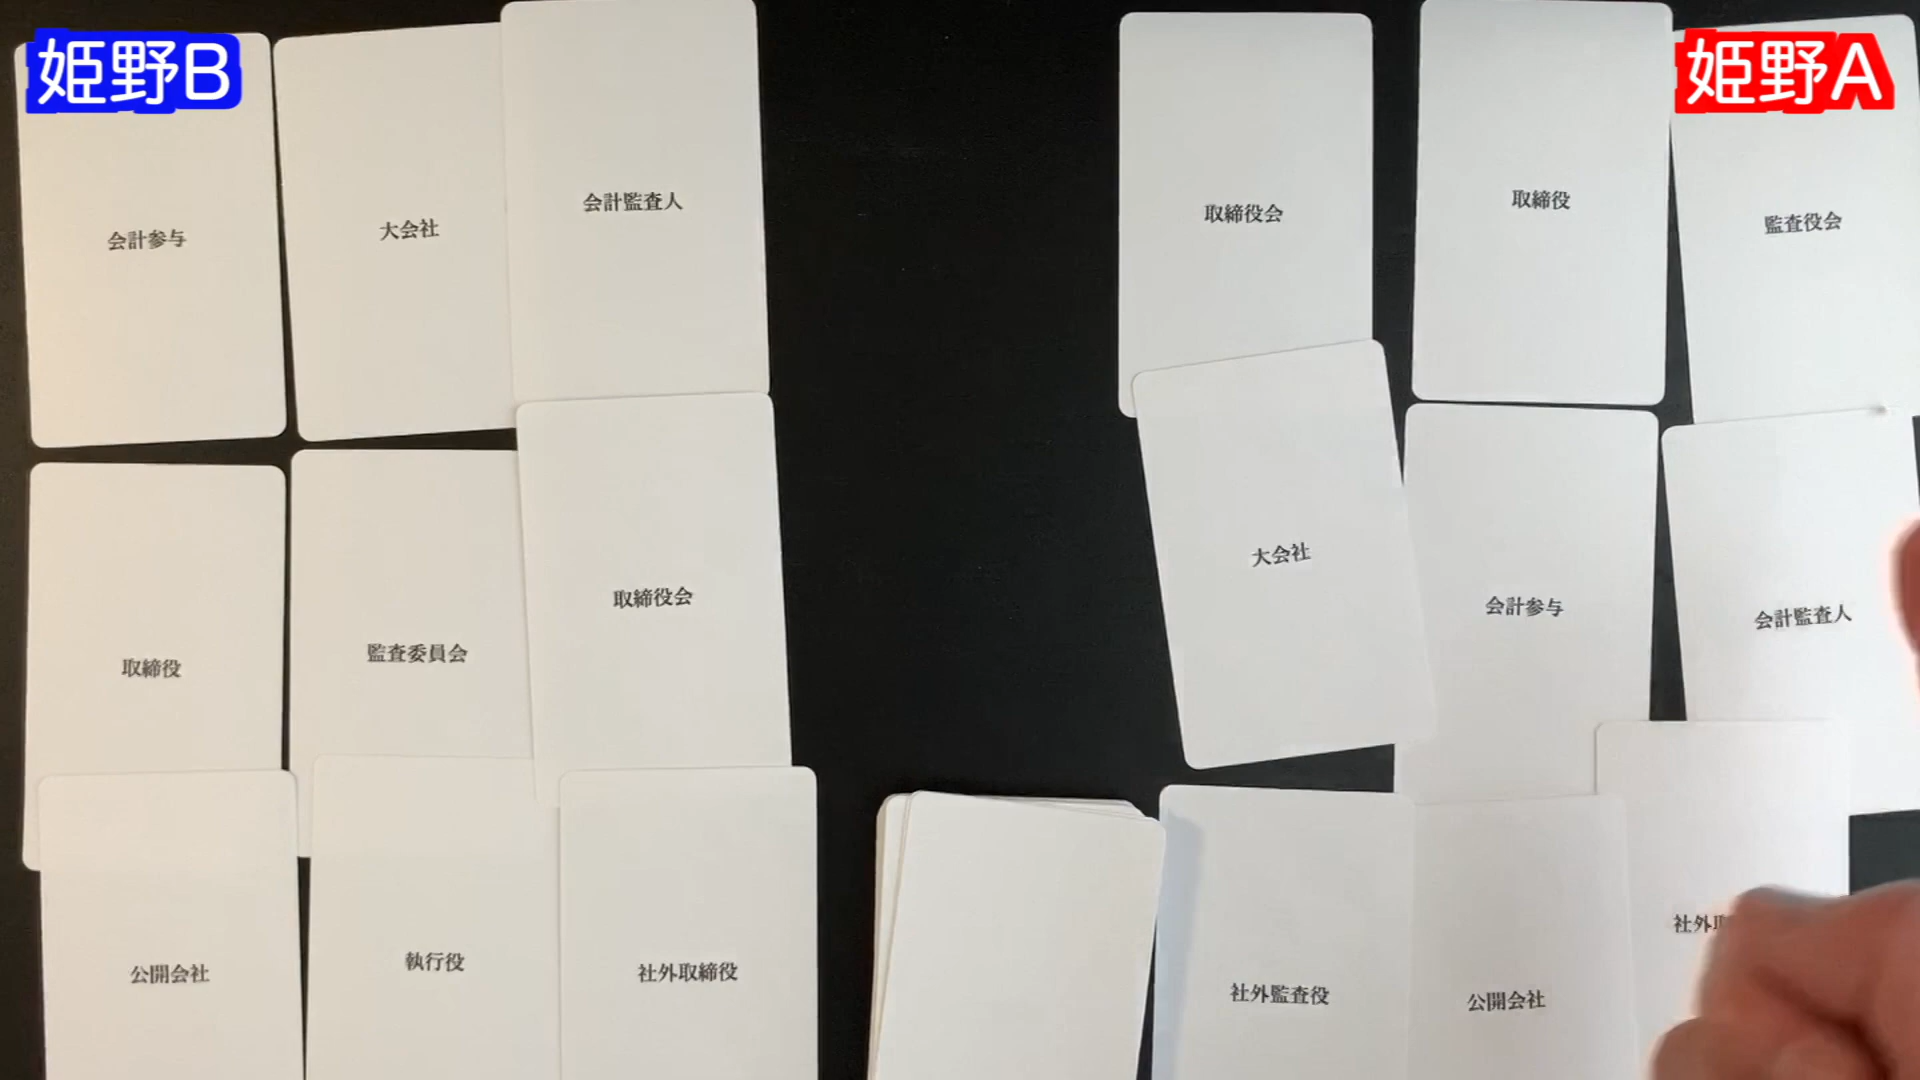 姫野B
姫野A
会計参与
大会社
会計監査人
取締役会
取締役
監査役会
取締役
監査委員会
取締役会
大会社
会計参与
会計監査人
公開会社
執行役
社外取締役
社外監査役
公開会社
社外